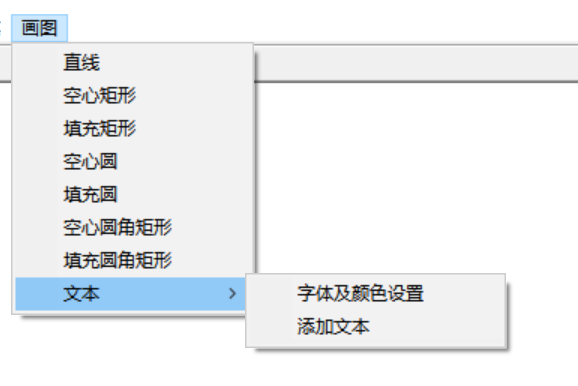 画图
直线
空心矩形
填充矩形
空心圆
填充圆
空心圆角矩形
填充圆角矩形
文本
字体及颜色设置
添加文本